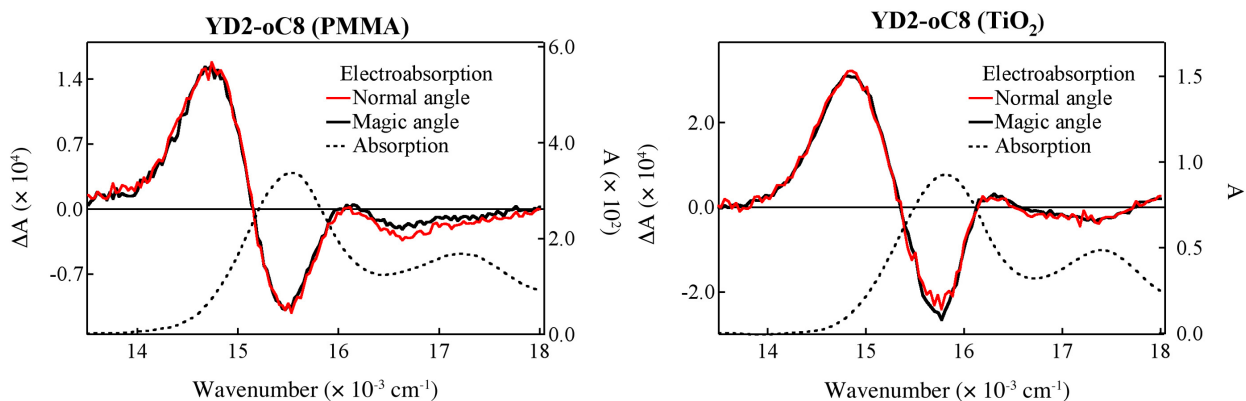 YD2-oC8 (PMMA)
Electroabsorption
Normal angle
Magic angle
Absorption
1.4
0.7
0.0
-0.7
ΔA (× 10⁴)
6.0
4.0
2.0
0.0
A (× 10²)
14 15 16 17 18
Wavenumber (× 10⁻³ cm⁻¹)
YD2-oC8 (TiO₂)
Electroabsorption
Normal angle
Magic angle
Absorption
2.0
0.0
-2.0
ΔA (× 10⁴)
1.5
1.0
0.5
0.0
A
14 15 16 17 18
Wavenumber (× 10⁻³ cm⁻¹)